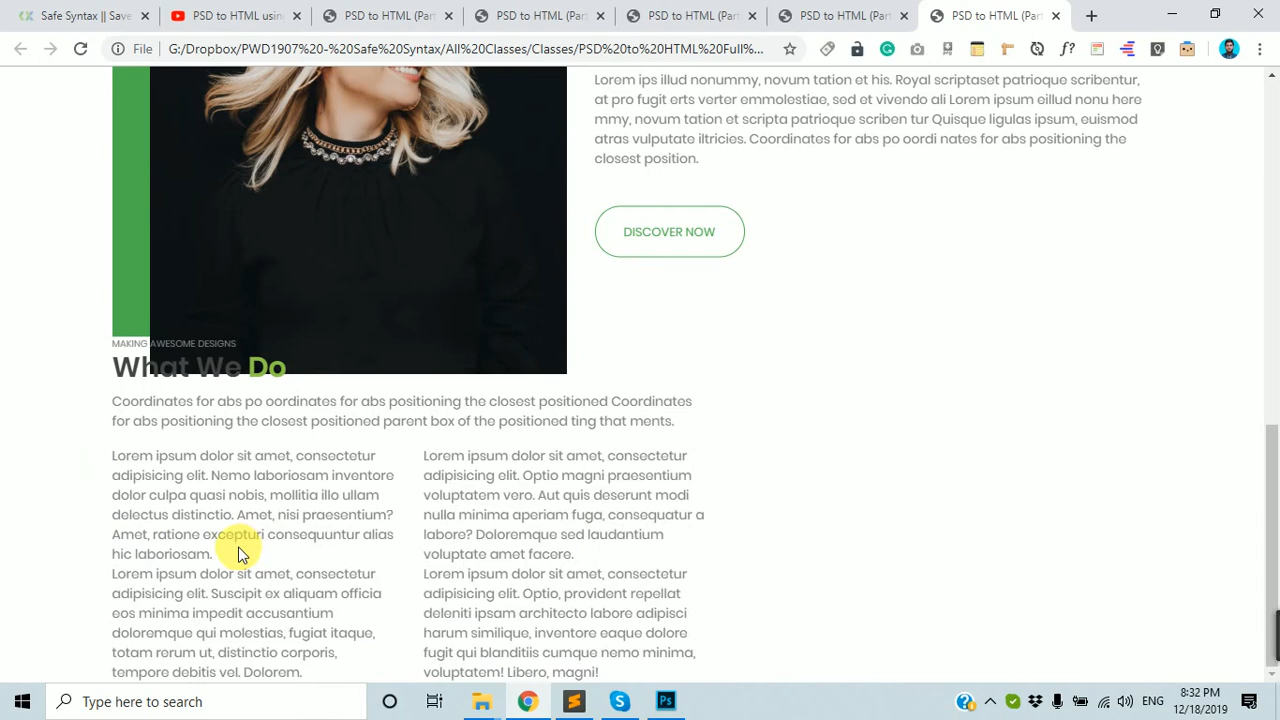 Safe Syntax || Save
PSD to HTML usin
PSD to HTML (Par
PSD to HTML (Par
PSD to HTML (Par
PSD to HTML (Par
PSD to HTML (Par
File
G:/Dropbox/PWD1907%20-%20Safe%20Syntax/All%20Classes/Classes/PSD%20to%20HTML%20Full%...
Lorem ips illud nonummy, novum tation et his. Royal scriptaset patrioque scribentur,
at pro fugit erts verter emmolestiae, sed et vivendo ali Lorem ipsum eillud nonu here
mmy, novum tation et scripta patrioque scriben tur Quisque ligulas ipsum, euismod
atras vulputate iltricies. Coordinates for abs po oordi nates for abs positioning the
closest position.
DISCOVER NOW
MAKING AWESOME DESIGNS
What We Do
Coordinates for abs po oordinates for abs positioning the closest positioned Coordinates
for abs positioning the closest positioned parent box of the positioned ting that ments.
Lorem ipsum dolor sit amet, consectetur
adipisicing elit. Nemo laboriosam inventore
dolor culpa quasi nobis, mollitia illo ullam
delectus distinctio. Amet, nisi praesentium?
Amet, ratione excepturi consequuntur alias
hic laboriosam.
Lorem ipsum dolor sit amet, consectetur
adipisicing elit. Suscipit ex aliquam officia
eos minima impedit accusantium
doloremque qui molestias, fugiat itaque,
totam rerum ut, distinctio corporis,
tempore debitis vel. Dolorem.
Lorem ipsum dolor sit amet, consectetur
adipisicing elit. Optio magni praesentium
voluptatem vero. Aut quis deserunt modi
nulla minima aperiam fuga, consequatur a
labore? Doloremque sed laudantium
voluptate amet facere.
Lorem ipsum dolor sit amet, consectetur
adipisicing elit. Optio, provident repellat
deleniti ipsam architecto labore adipisci
harum similique, inventore eaque dolore
fugit qui blanditiis cumque nemo minima,
voluptatem! Libero, magni!
Type here to search
ENG
8:32 PM
12/18/2019